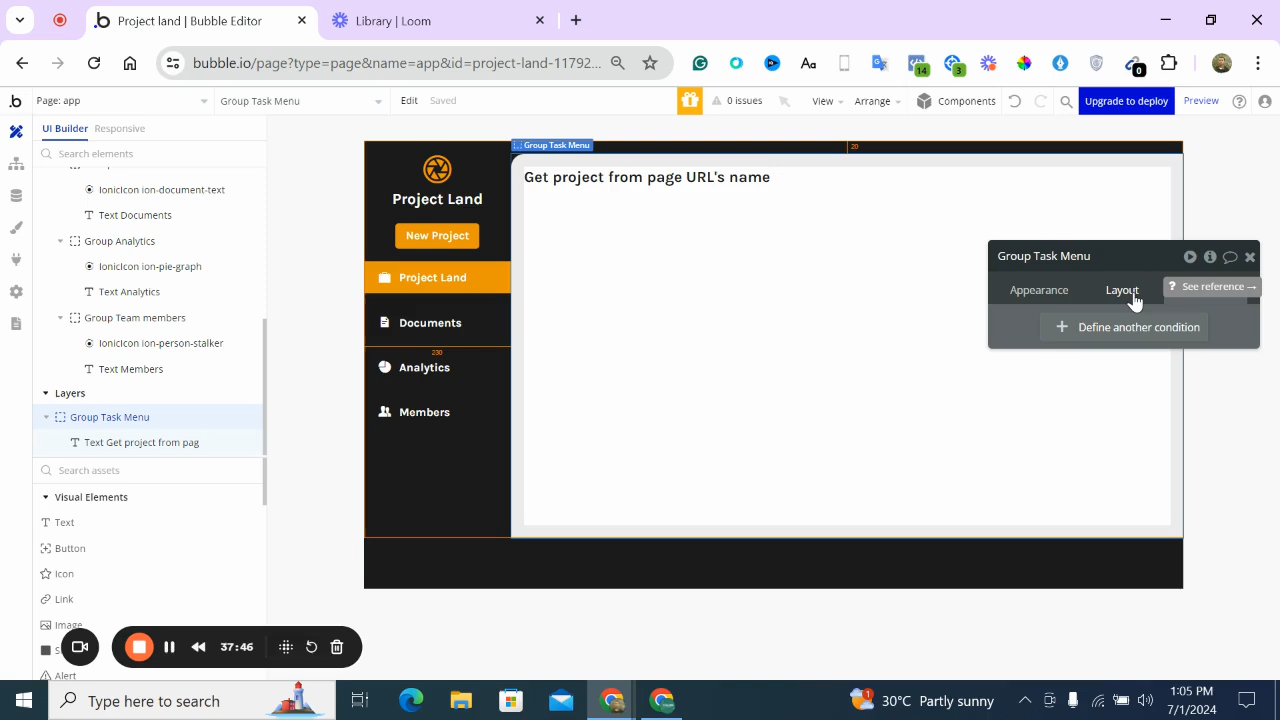 Project land | Bubble Editor
Library | Loom
bubble.io/page?type=page&name=app&id=project-land-11792...
14
3
Aa
0
Page: app
Group Task Menu
Edit
Saved
0 issues
View
Arrange
Components
Upgrade to deploy
Preview
UI Builder
Responsive
Search elements
IonicIcon ion-document-text
Text Documents
Group Analytics
IonicIcon ion-pie-graph
Text Analytics
Group Team members
IonicIcon ion-person-stalker
Text Members
Layers
Group Task Menu
Text Get project from pag
Search assets
Visual Elements
Text
Button
Icon
Link
Image
Alert
Group Task Menu
20
Project Land
New Project
Project Land
Documents
230
Analytics
Members
Get project from page URL's name
Group Task Menu
Appearance
Layout
See reference →
Define another condition
37:46
Type here to search
30°C Partly sunny
1
1:05 PM
7/1/2024